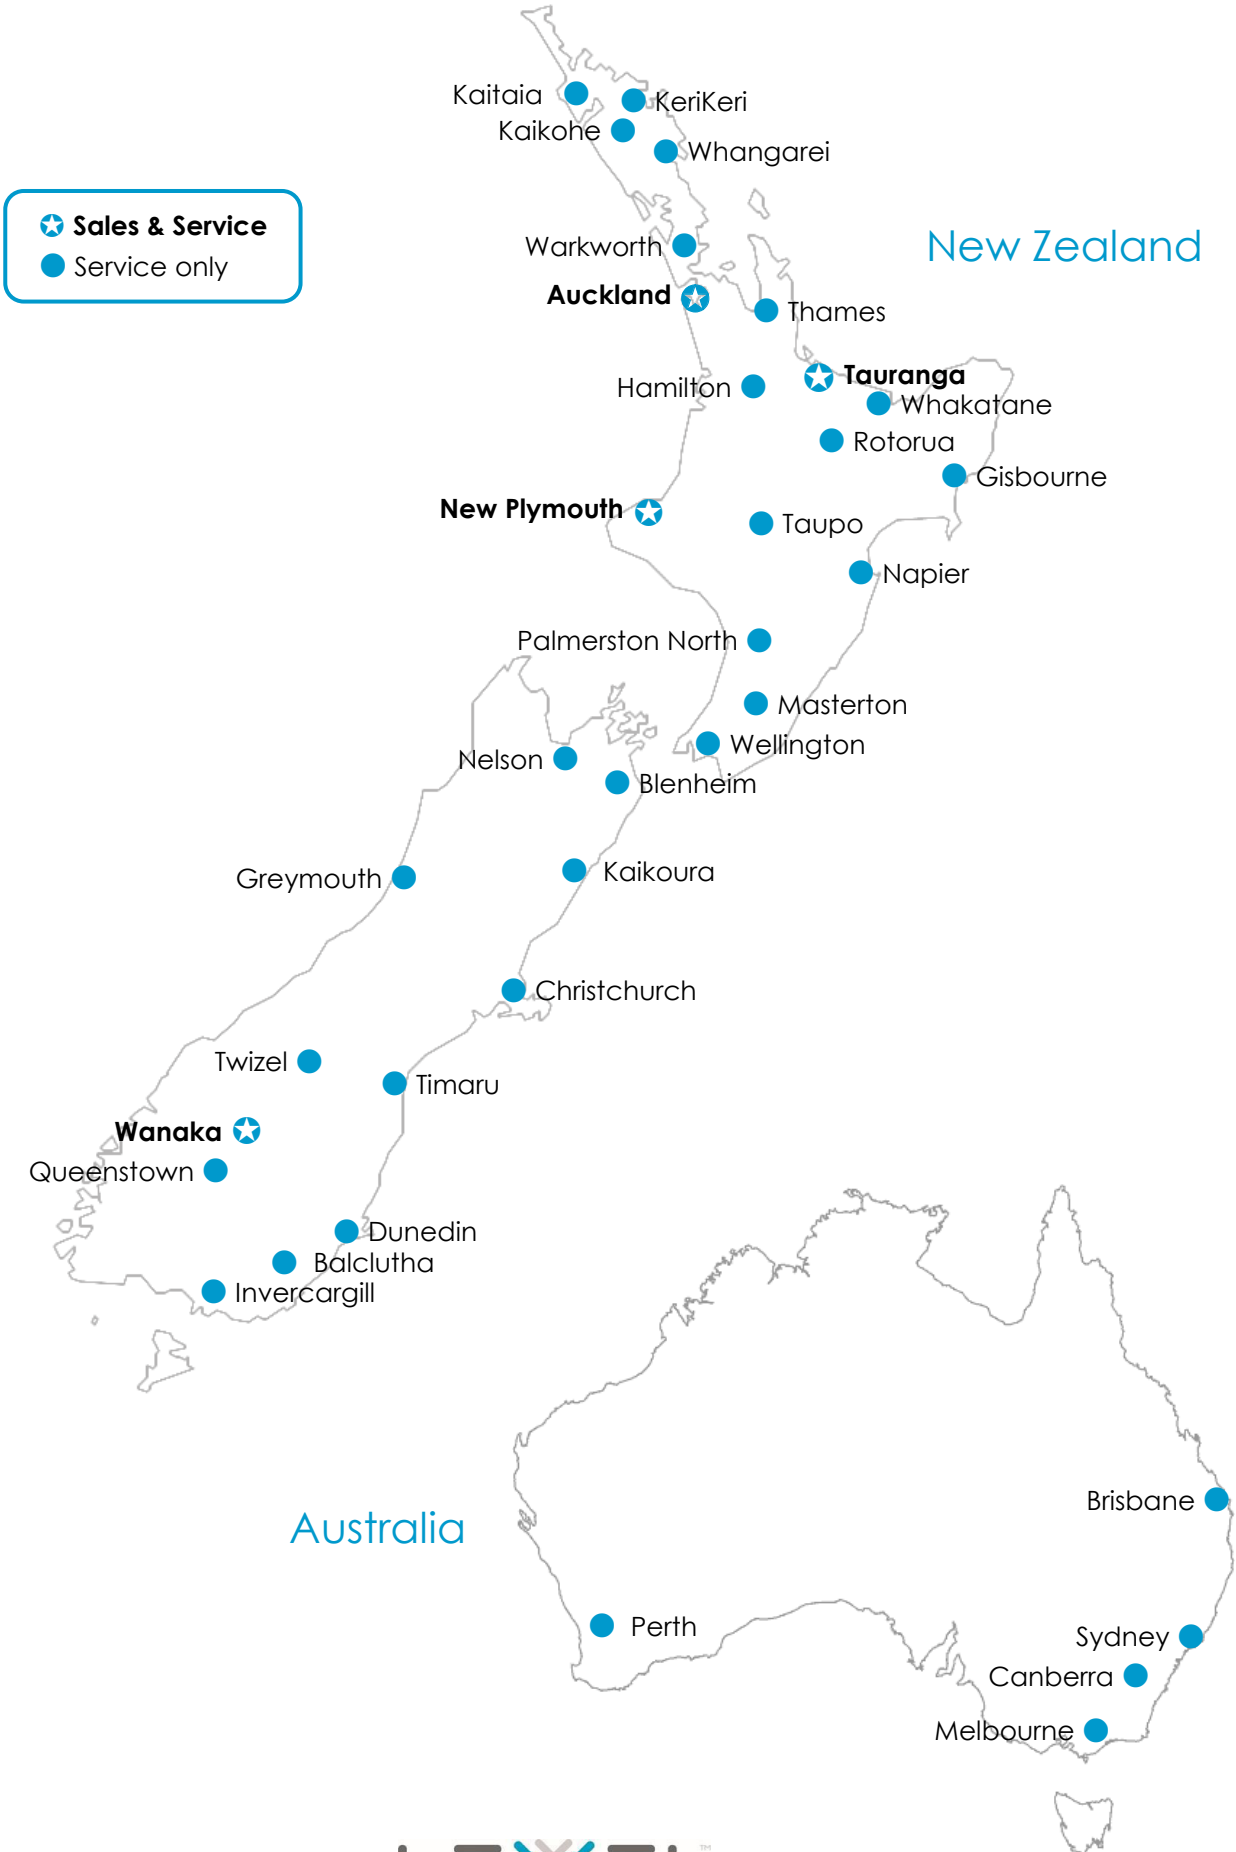 Kaitaia
KeriKeri
Kaikohe
Whangarei
Sales & Service
Service only
New Zealand
Warkworth
Auckland
Thames
Tauranga
Hamilton
Whakatane
Rotorua
Gisbourne
New Plymouth
Taupo
Napier
Palmerston North
Masterton
Wellington
Nelson
Blenheim
Greymouth
Kaikoura
Christchurch
Twizel
Timaru
Wanaka
Queenstown
Dunedin
Balclutha
Invercargill
Brisbane
Australia
Perth
Sydney
Canberra
Melbourne
TM